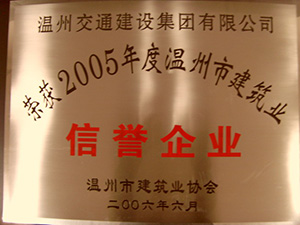 温州交通建设集团有限公司
荣获2005年度温州市建筑业
信誉企业
温州市建筑业协会
二00六年六月